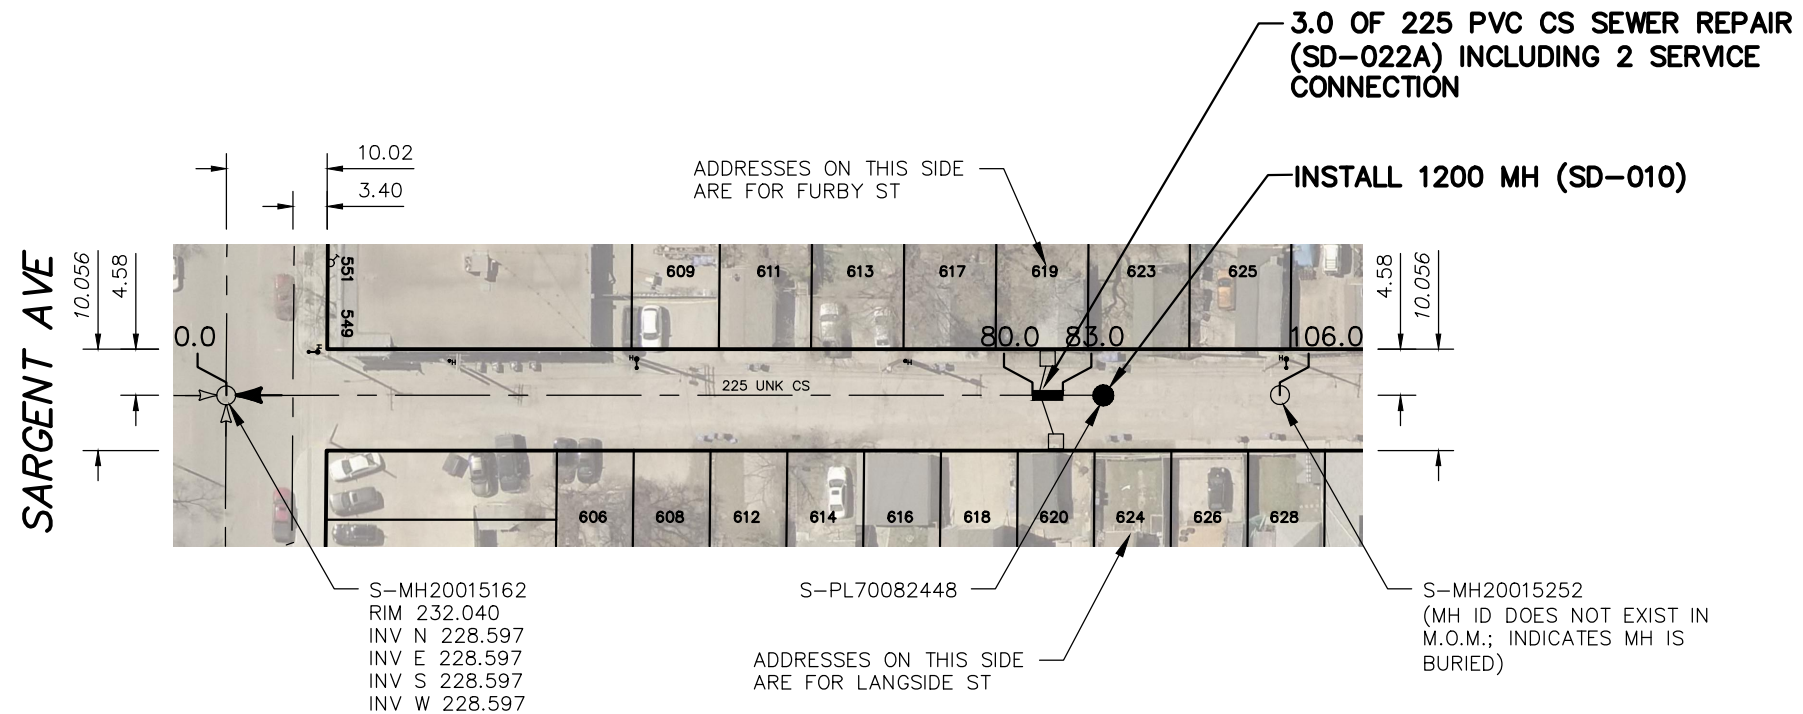 3.0 OF 225 PVC CS SEWER REPAIR
(SD-022A) INCLUDING 2 SERVICE
CONNECTION
INSTALL 1200 MH (SD-010)
10.02
3.40
ADDRESSES ON THIS SIDE
ARE FOR FURBY ST
SARGENT AVE
10.056
4.58
4.58
10.056
551
549
609
611
613
617
619
623
625
0.0
80.0
83.0
106.0
225 UNK CS
606
608
612
614
616
618
620
624
626
628
S-MH20015162
RIM 232.040
INV N 228.597
INV E 228.597
INV S 228.597
INV W 228.597
S-PL70082448
ADDRESSES ON THIS SIDE
ARE FOR LANGSIDE ST
S-MH20015252
(MH ID DOES NOT EXIST IN
M.O.M.; INDICATES MH IS
BURIED)